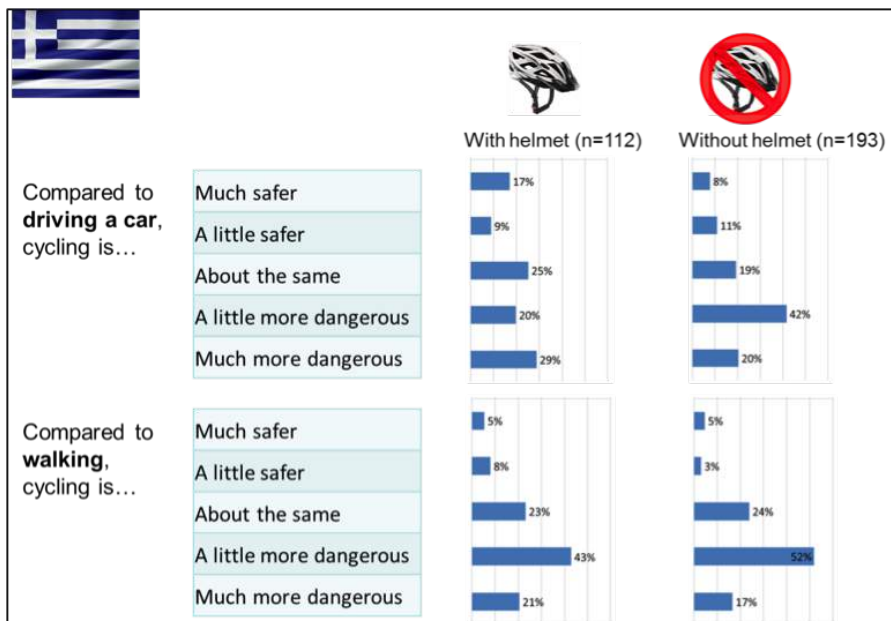 With helmet (n=112)
Without helmet (n=193)
Compared to
driving a car,
cycling is…
Much safer
17%
8%
A little safer
9%
11%
About the same
25%
19%
A little more dangerous
20%
42%
Much more dangerous
29%
20%
Compared to
walking,
cycling is…
Much safer
5%
5%
A little safer
8%
3%
About the same
23%
24%
A little more dangerous
43%
52%
Much more dangerous
21%
17%